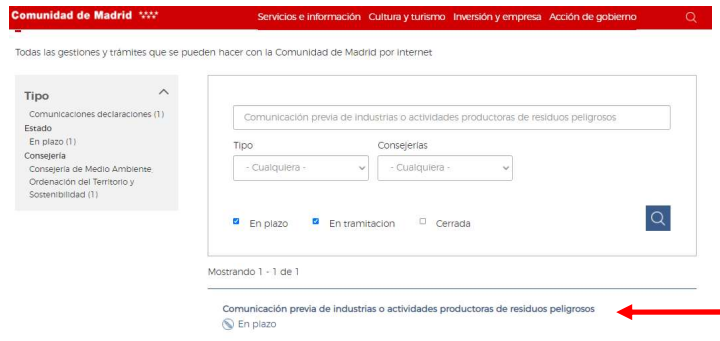 Comunidad de Madrid
Servicios e información Cultura y turismo Inversión y empresa Acción de gobierno
Todas las gestiones y trámites que se pueden hacer con la Comunidad de Madrid por internet
Tipo
Comunicaciones declaraciones (1)
Estado
En plazo (1)
Consejería
Consejería de Medio Ambiente,
Ordenación del Territorio y
Sostenibilidad (1)
Comunicación previa de industrias o actividades productoras de residuos peligrosos
Tipo Consejerías
- Cualquiera - - Cualquiera -
En plazo En tramitacion Cerrada
Mostrando 1 - 1 de 1
Comunicación previa de industrias o actividades productoras de residuos peligrosos
En plazo